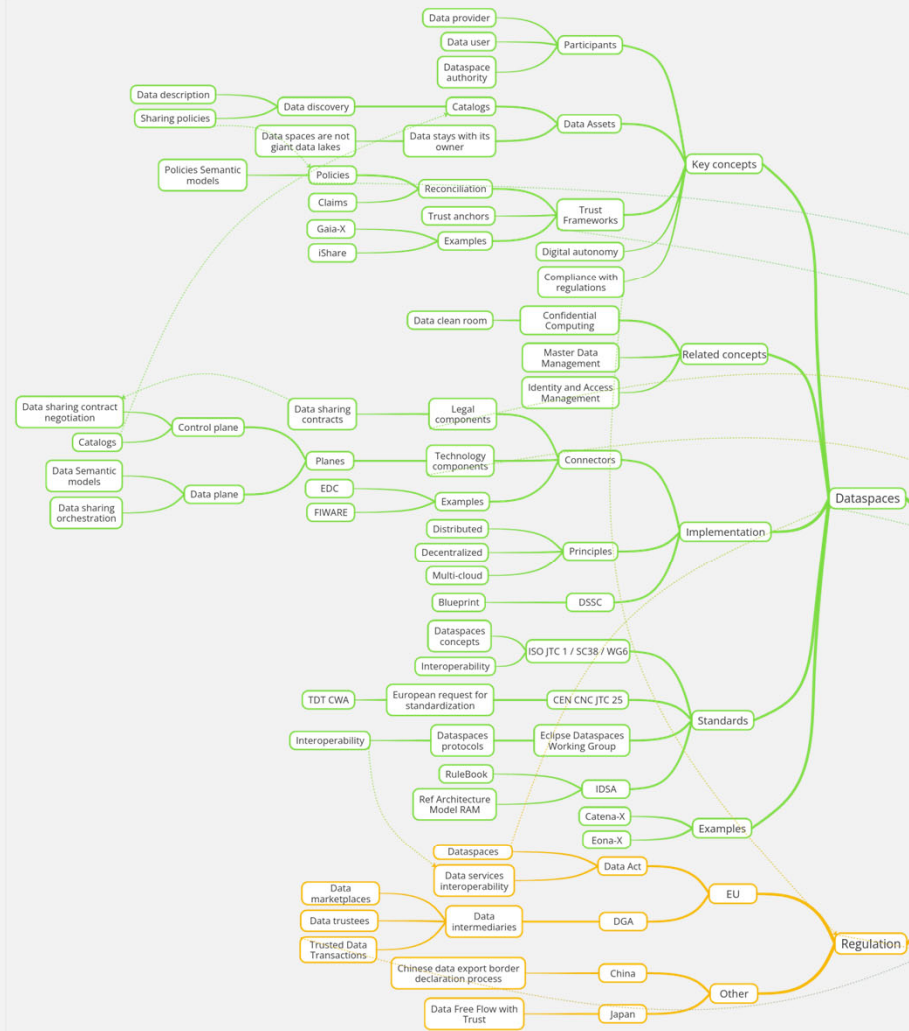 Data provider
Data user
Participants
Dataspace
authority
Data description
Data discovery
Catalogs
Sharing policies
Data Assets
Data spaces are not
giant data lakes
Data stays with its
owner
Key concepts
Policies Semantic
models
Policies
Reconciliation
Claims
Trust anchors
Trust
Frameworks
Gaia-X
Examples
iShare
Digital autonomy
Compliance with
regulations
Data clean room
Confidential
Computing
Master Data
Management
Related concepts
Identity and Access
Management
Data sharing contract
negotiation
Data sharing
contracts
Legal
components
Control plane
Catalogs
Planes
Technology
components
Connectors
Data Semantic
models
Data plane
EDC
Examples
Data sharing
orchestration
FIWARE
Dataspaces
Distributed
Implementation
Decentralized
Principles
Multi-cloud
Blueprint
DSSC
Dataspaces
concepts
ISO JTC 1 / SC38 / WG6
Interoperability
TDT CWA
European request for
standardization
CEN CNC JTC 25
Standards
Interoperability
Dataspaces
protocols
Eclipse Dataspaces
Working Group
RuleBook
IDSA
Ref Architecture
Model RAM
Catena-X
Examples
Eona-X
Dataspaces
Data Act
Data services
interoperability
EU
Data
marketplaces
Data trustees
Data
intermediaries
DGA
Trusted Data
Transactions
Regulation
Chinese data export border
declaration process
China
Other
Data Free Flow with
Trust
Japan